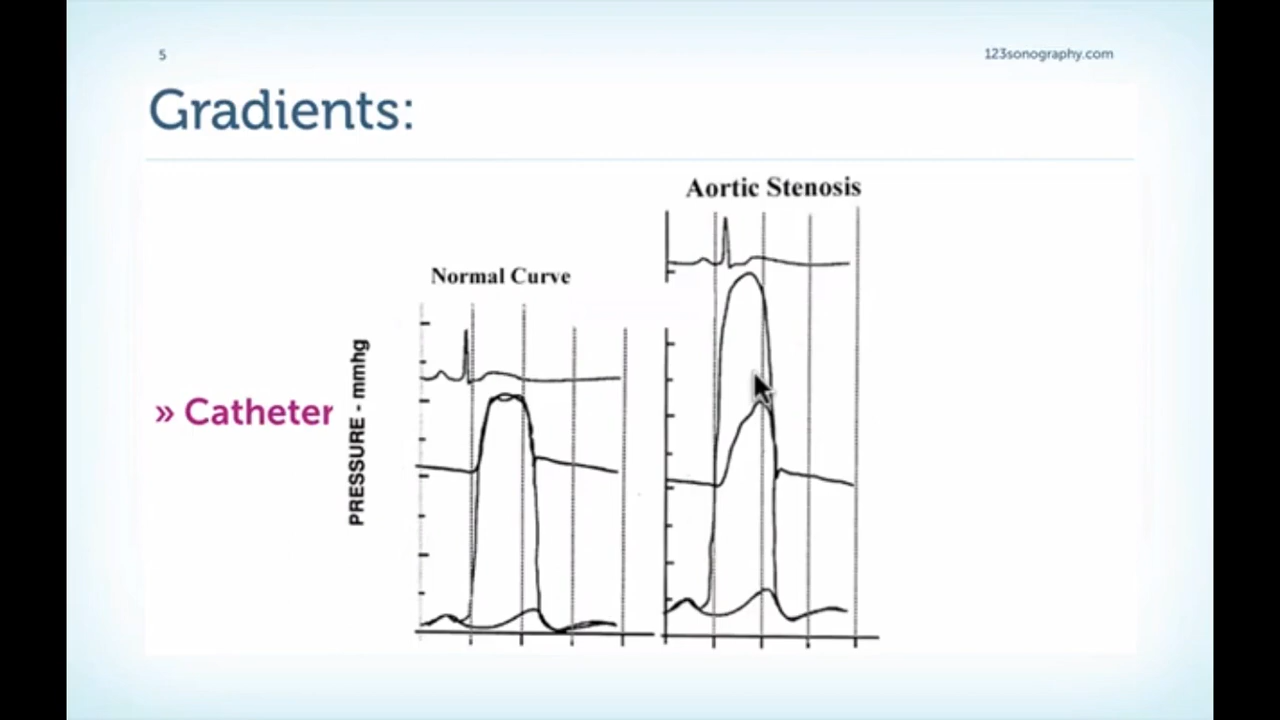 5
123sonography.com
Gradients:
Aortic Stenosis
Normal Curve
PRESSURE - mmhg
» Catheter